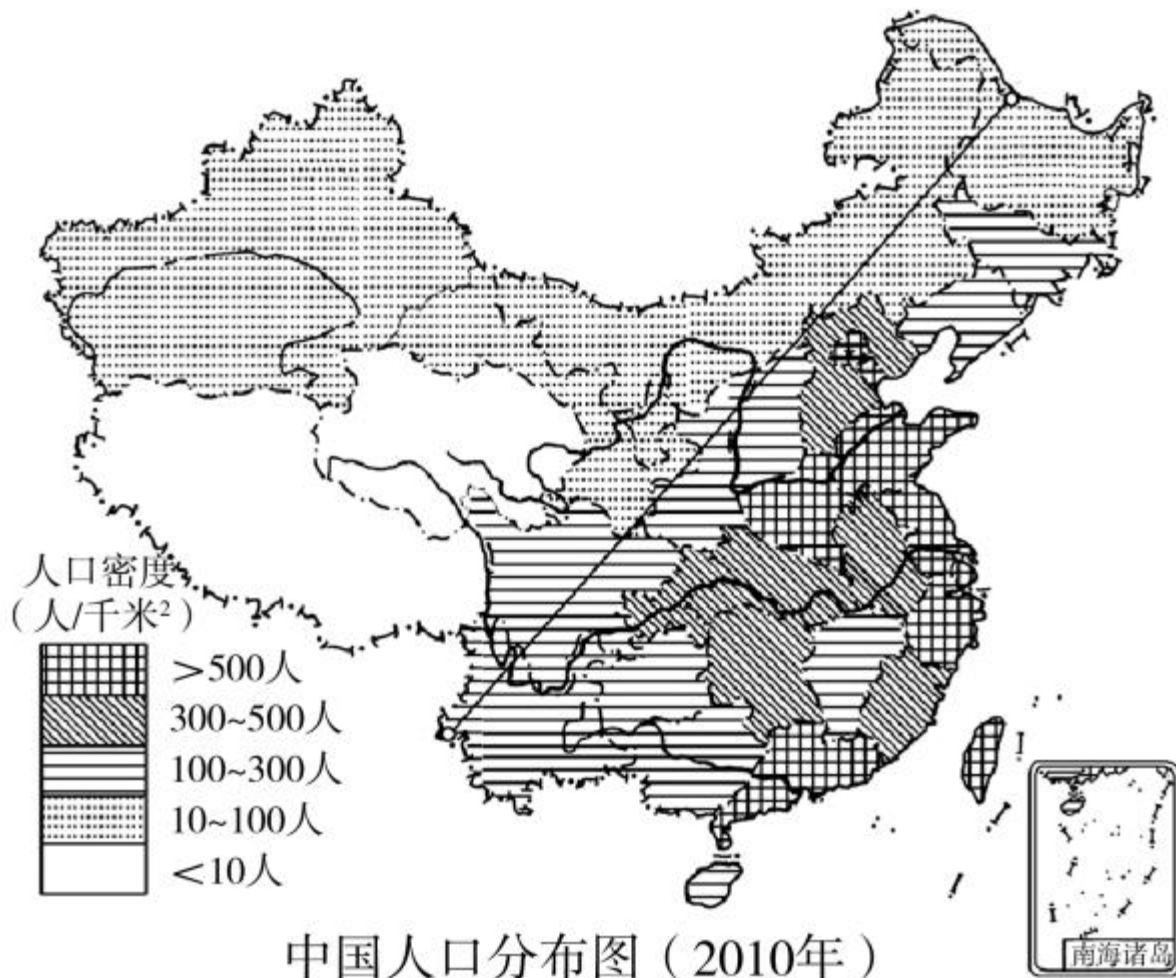 人口密度
（人/千米²）
>500人
300~500人
100~300人
10~100人
<10人
南海诸岛
中国人口分布图（2010年）